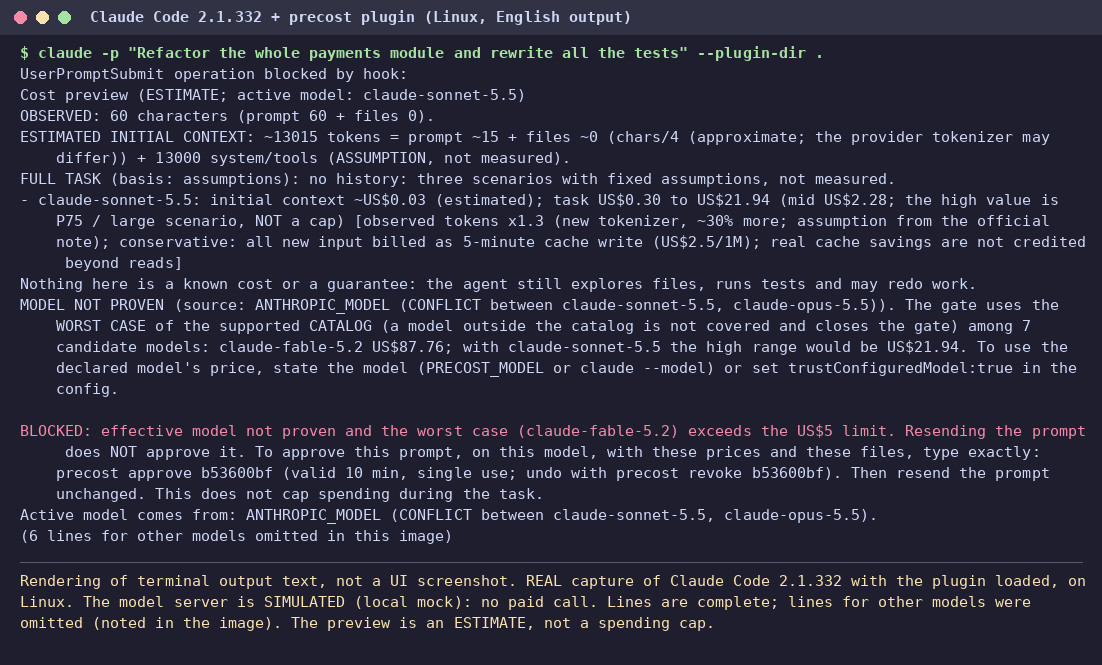 Claude Code 2.1.332 + precost plugin (Linux, English output)
$ claude -p "Refactor the whole payments module and rewrite all the tests" --plugin-dir .
UserPromptSubmit operation blocked by hook:
Cost preview (ESTIMATE; active model: claude-sonnet-5.5)
OBSERVED: 60 characters (prompt 60 + files 0).
ESTIMATED INITIAL CONTEXT: ~13015 tokens = prompt ~15 + files ~0 (chars/4 (approximate; the provider tokenizer may
differ)) + 13000 system/tools (ASSUMPTION, not measured).
FULL TASK (basis: assumptions): no history: three scenarios with fixed assumptions, not measured.
- claude-sonnet-5.5: initial context ~US$0.03 (estimated); task US$0.30 to US$21.94 (mid US$2.28; the high value is
P75 / large scenario, NOT a cap) [observed tokens x1.3 (new tokenizer, ~30% more; assumption from the official
note); conservative: all new input billed as 5-minute cache write (US$2.5/1M); real cache savings are not credited
beyond reads]
Nothing here is a known cost or a guarantee: the agent still explores files, runs tests and may redo work.
MODEL NOT PROVEN (source: ANTHROPIC_MODEL (CONFLICT between claude-sonnet-5.5, claude-opus-5.5)). The gate uses the
WORST CASE of the supported CATALOG (a model outside the catalog is not covered and closes the gate) among 7
candidate models: claude-fable-5.2 US$87.76; with claude-sonnet-5.5 the high range would be US$21.94. To use the
declared model's price, state the model (PRECOST_MODEL or claude --model) or set trustConfiguredModel:true in the
config.
BLOCKED: effective model not proven and the worst case (claude-fable-5.2) exceeds the US$5 limit. Resending the prompt
does NOT approve it. To approve this prompt, on this model, with these prices and these files, type exactly:
precost approve b53600bf (valid 10 min, single use; undo with precost revoke b53600bf). Then resend the prompt
unchanged. This does not cap spending during the task.
Active model comes from: ANTHROPIC_MODEL (CONFLICT between claude-sonnet-5.5, claude-opus-5.5).
(6 lines for other models omitted in this image)
Rendering of terminal output text, not a UI screenshot. REAL capture of Claude Code 2.1.332 with the plugin loaded, on
Linux. The model server is SIMULATED (local mock): no paid call. Lines are complete; lines for other models were
omitted (noted in the image). The preview is an ESTIMATE, not a spending cap.